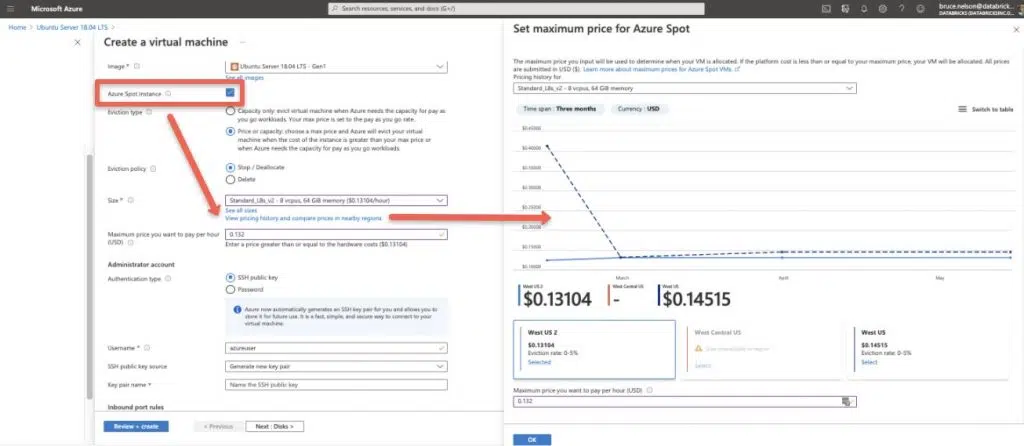 Microsoft Azure
Search resources, services, and docs (G+/)
bruce.nelson@databrick...
DATABRICKS (DATABRICKSINC.O...
Home > Ubuntu Server 18.04 LTS >
Create a virtual machine
Image *
Ubuntu Server 18.04 LTS - Gen1
See all images
Azure Spot instance
Eviction type
Capacity only: evict virtual machine when Azure needs the capacity for pay as
you go workloads. Your max price is set to the pay as you go rate.
Price or capacity: choose a max price and Azure will evict your virtual
machine when the cost of the instance is greater than your max price or
when Azure needs the capacity for pay as you go workloads.
Eviction policy
Stop / Deallocate
Delete
Size *
Standard_L8s_v2 - 8 vcpus, 64 GiB memory ($0.13104/hour)
See all sizes
View pricing history and compare prices in nearby regions
Maximum price you want to pay per hour
(USD)
0.132
Enter a price greater than or equal to the hardware costs ($0.13104)
Administrator account
Authentication type
SSH public key
Password
Azure now automatically generates an SSH key pair for you and allows you to
store it for future use. It is a fast, simple, and secure way to connect to your
virtual machine.
Username *
azureuser
SSH public key source
Generate new key pair
Key pair name *
Name the SSH public key
Inbound port rules
Review + create
< Previous
Next : Disks >
Set maximum price for Azure Spot
The maximum price you input will be used to determine when your VM is allocated. If the platform cost is less than or equal to your maximum price, your VM will be allocated. All prices
are submitted in USD ($). Learn more about maximum prices for Azure Spot VMs.
Pricing history for
Standard_L8s_v2 - 8 vcpus, 64 GiB memory
Time span : Three months
Currency : USD
Switch to table
$0.45000
$0.40000
$0.35000
$0.30000
$0.25000
$0.20000
$0.15000
$0.10000
March
April
May
West US 2
$0.13104
West Central US
-
West US
$0.14515
West US 2
$0.13104
Eviction rate: 0-5%
Selected
West Central US
Select
West US
$0.14515
Eviction rate: 0-5%
Select
Maximum price you want to pay per hour (USD)
0.132
OK